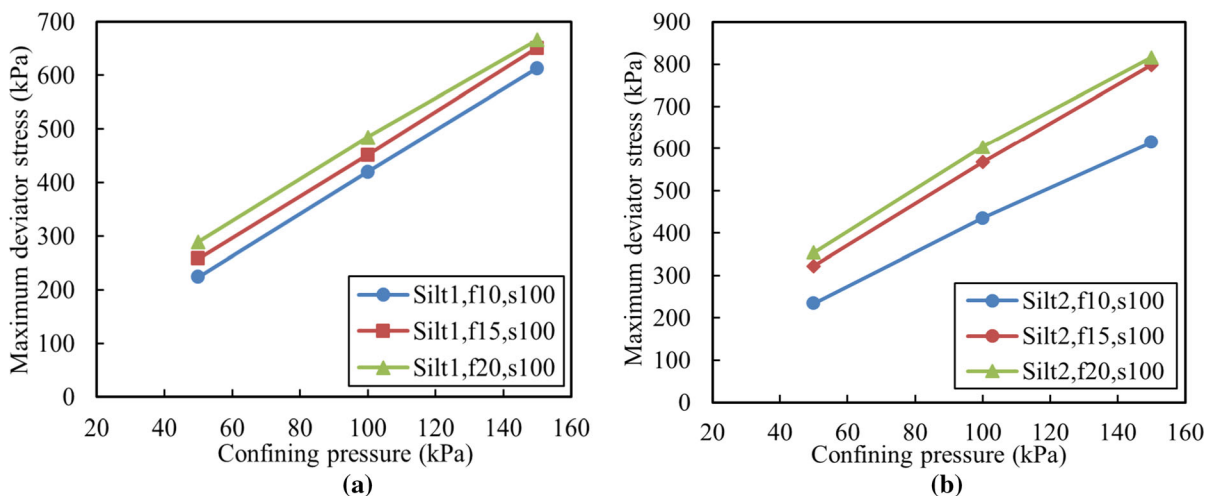 Maximum deviator stress (kPa)
700
600
500
400
300
200
100
0
20 40 60 80 100 120 140 160
Confining pressure (kPa)
Silt1,f10,s100
Silt1,f15,s100
Silt1,f20,s100
(a)
Maximum deviator stress (kPa)
900
800
700
600
500
400
300
200
100
0
20 40 60 80 100 120 140 160
Confining pressure (kPa)
Silt2,f10,s100
Silt2,f15,s100
Silt2,f20,s100
(b)